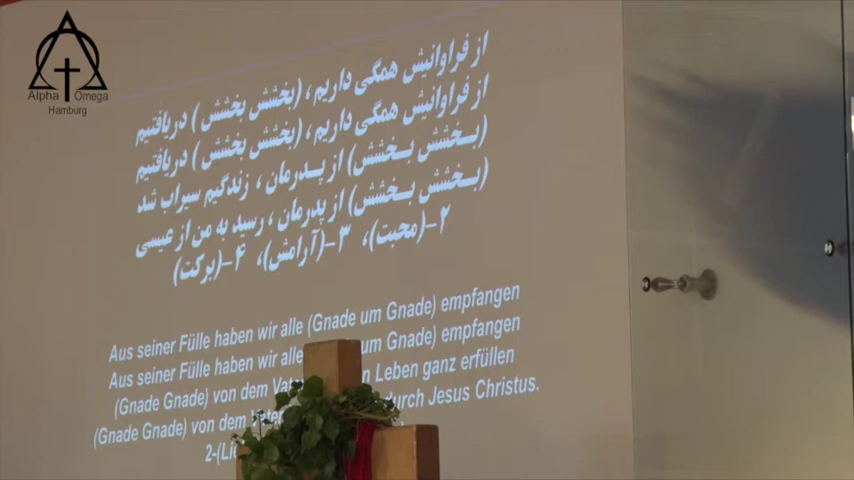 Alpha Omega
Hamburg
از فراوانیش همگی داریم ، (بخشش بخشش) دریافتیم
از فراوانیش همگی داریم ، (بخشش بخشش) دریافتیم
(بخشش بخشش) از پدرمان ، زندگیم سیراب شد
(بخشش بخشش) از پدرمان ، رسید به من از عیسی
۲-(محبت)، ۳-(آرامش)، ۴-(برکت)
Aus seiner Fülle haben wir alle (Gnade um Gnade) empfangen
Aus seiner Fülle haben wir alle um Gnade) empfangen
(Gnade Gnade) von dem Leben ganz erfüllen
(Gnade Gnade) von dem durch Jesus Christus.